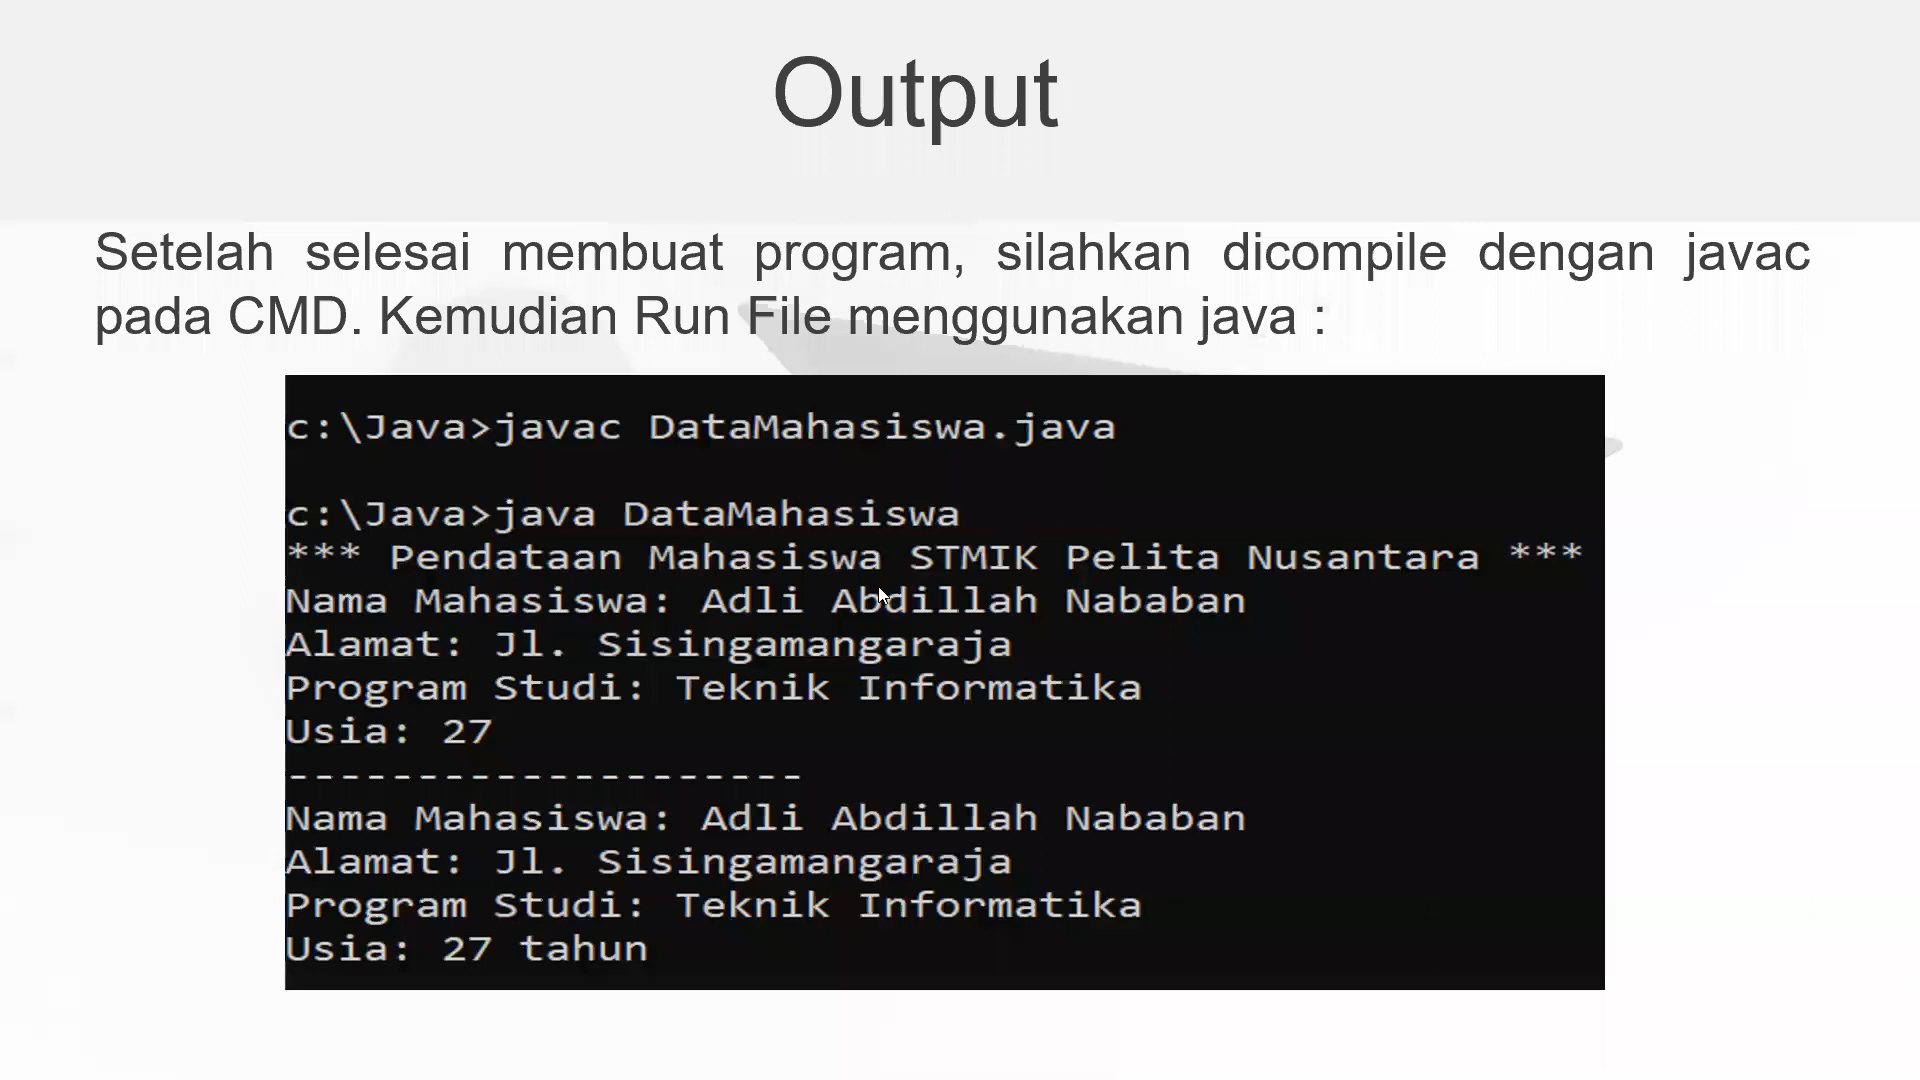 Output
Setelah selesai membuat program, silahkan dicompile dengan javac
pada CMD. Kemudian Run File menggunakan java :
c:\Java>javac DataMahasiswa.java
c:\Java>java DataMahasiswa
*** Pendataan Mahasiswa STMIK Pelita Nusantara ***
Nama Mahasiswa: Adli Abdillah Nababan
Alamat: Jl. Sisingamangaraja
Program Studi: Teknik Informatika
Usia: 27
--------------------
Nama Mahasiswa: Adli Abdillah Nababan
Alamat: Jl. Sisingamangaraja
Program Studi: Teknik Informatika
Usia: 27 tahun